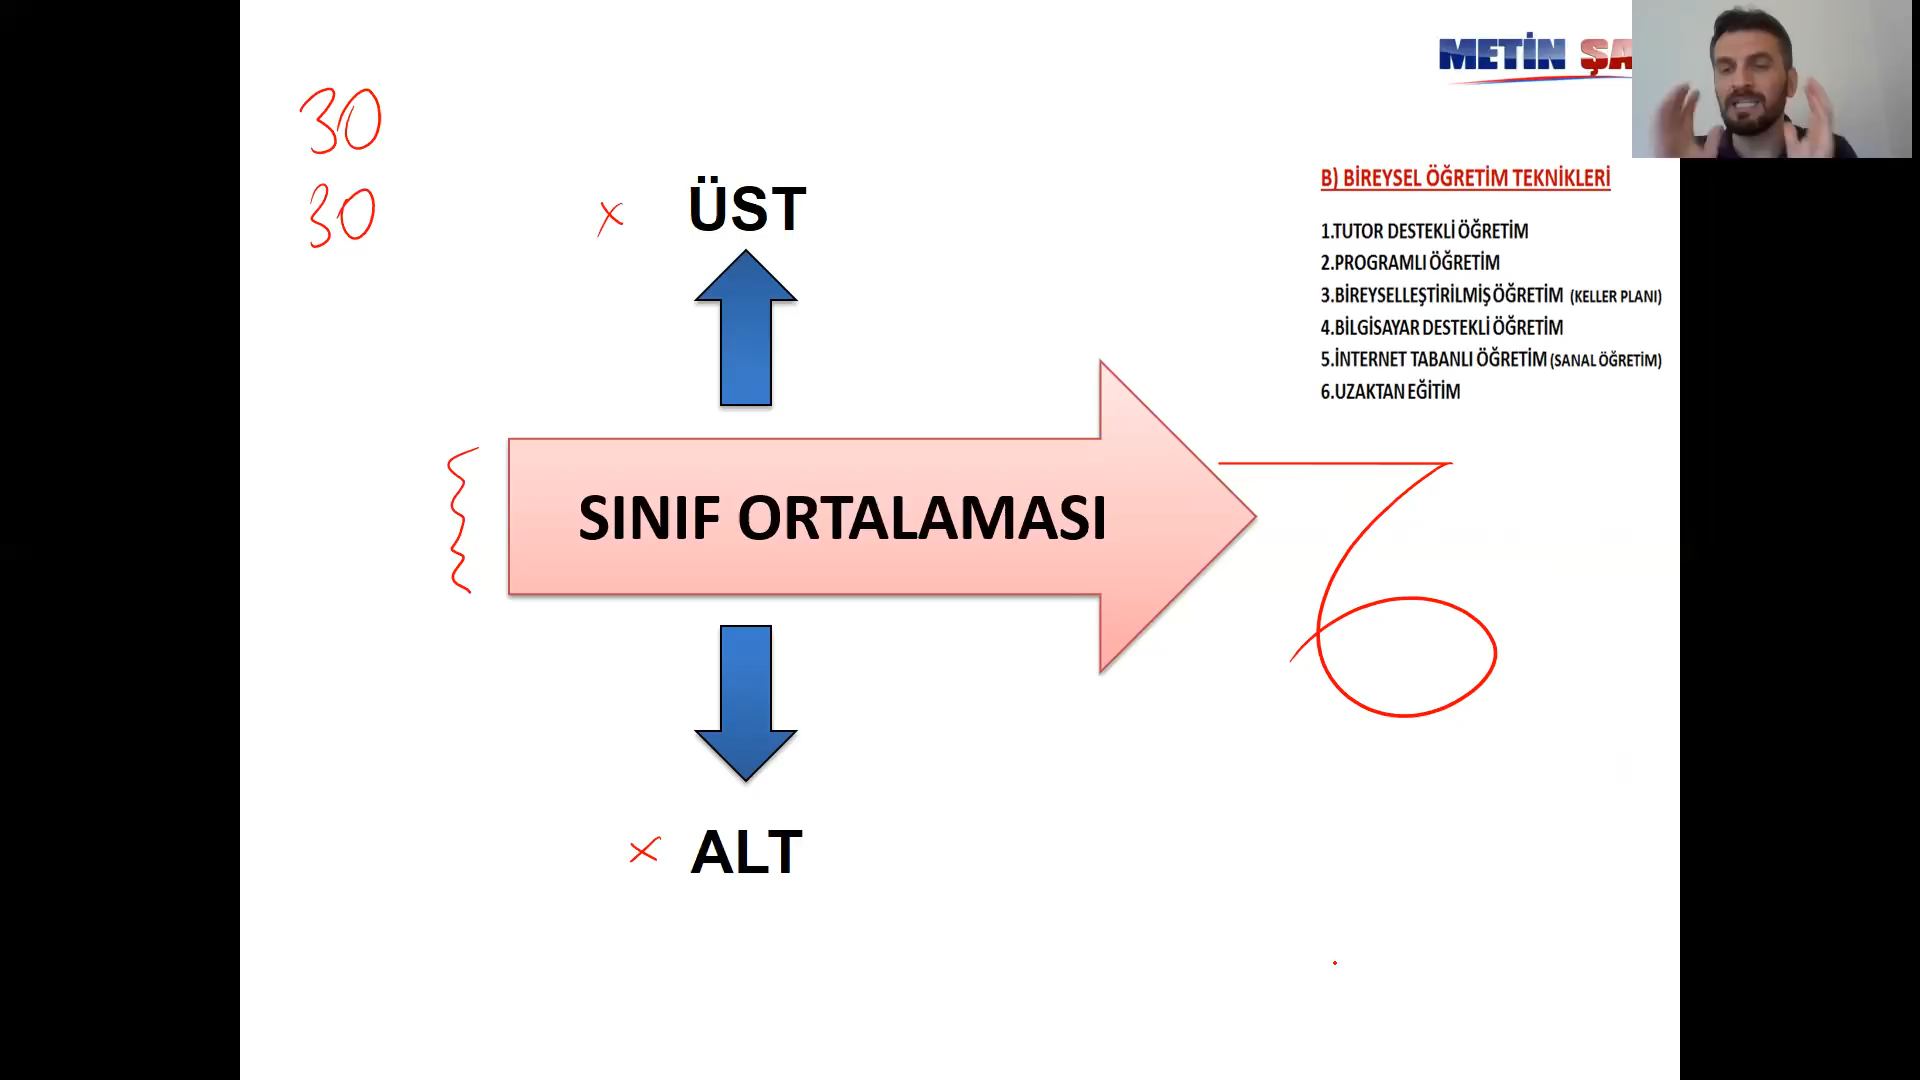 METİN ŞA
30
30
x ÜST
B) BİREYSEL ÖĞRETİM TEKNİKLERİ
1.TUTOR DESTEKLİ ÖĞRETİM
2.PROGRAMLI ÖĞRETİM
3.BİREYSELLEŞTİRİLMİŞ ÖĞRETİM (KELLER PLANI)
4.BİLGİSAYAR DESTEKLİ ÖĞRETİM
5.İNTERNET TABANLI ÖĞRETİM (SANAL ÖĞRETİM)
6.UZAKTAN EĞİTİM
SINIF ORTALAMASI
x ALT